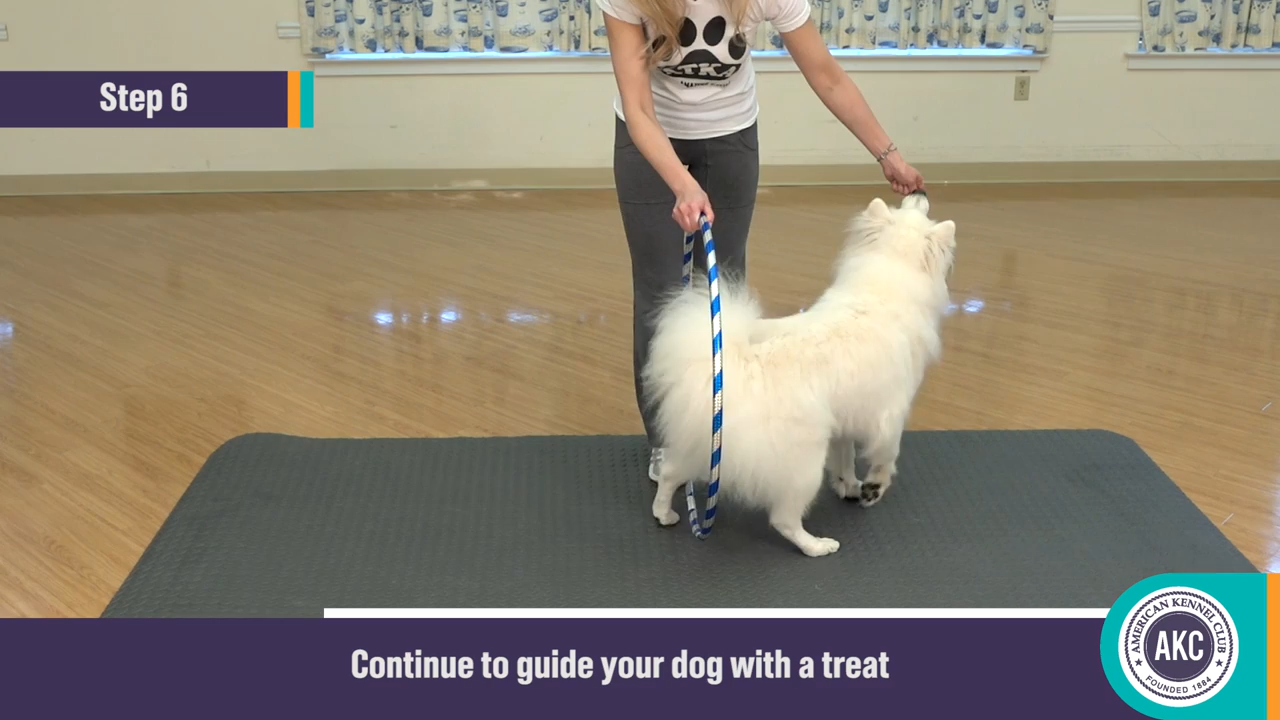 Step 6
Continue to guide your dog with a treat
AMERICAN KENNEL CLUB
AKC
FOUNDED 1884